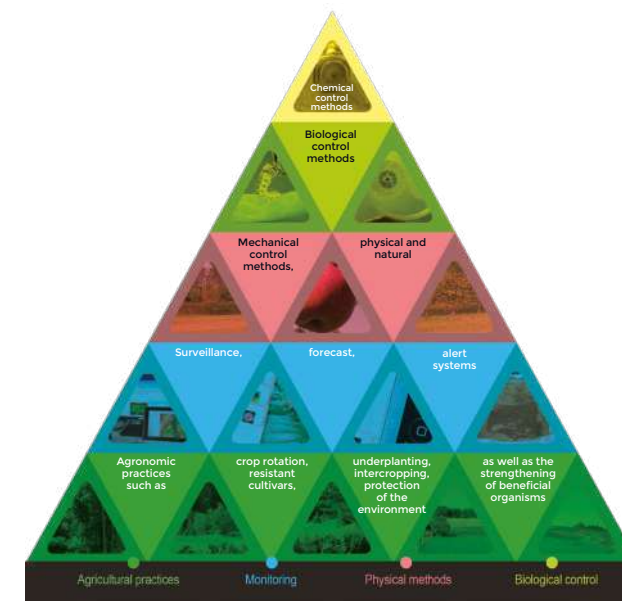 Chemical
control
methods
Biological
control
methods
Mechanical
control
methods,
physical and
natural
Surveillance,
forecast,
alert
systems
Agronomic
practices
such as
crop rotation,
resistant
cultivars,
underplanting,
intercropping,
protection
of the
environment
as well as the
strengthening
of beneficial
organisms
Agricultural practices
Monitoring
Physical methods
Biological control